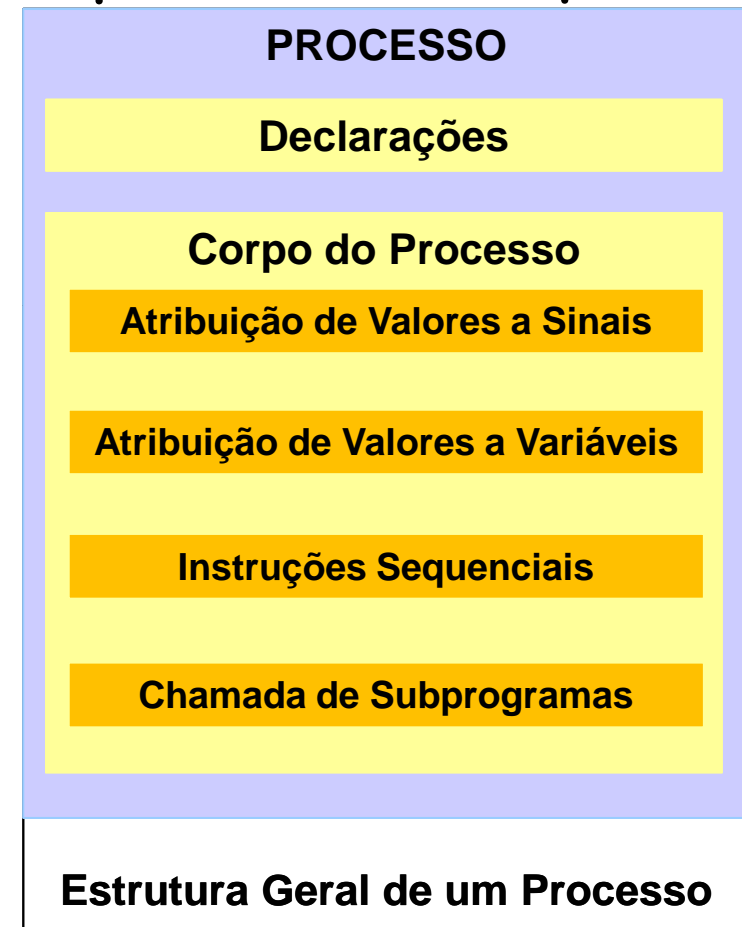 PROCESSO
Declarações
Corpo do Processo
Atribuição de Valores a Sinais
Atribuição de Valores a Variáveis
Instruções Sequenciais
Chamada de Subprogramas
Estrutura Geral de um Processo